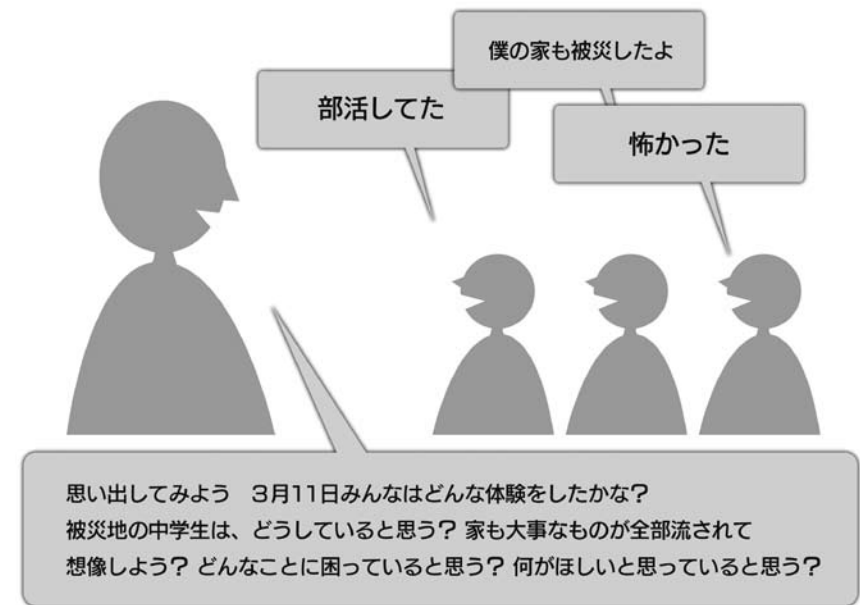 僕の家も被災したよ
部活してた
怖かった
思い出してみよう　3月11日みんなはどんな体験をしたかな？
被災地の中学生は、どうしていると思う？ 家も大事なものが全部流されて
想像しよう？ どんなことに困っていると思う？ 何がほしいと思っていると思う？